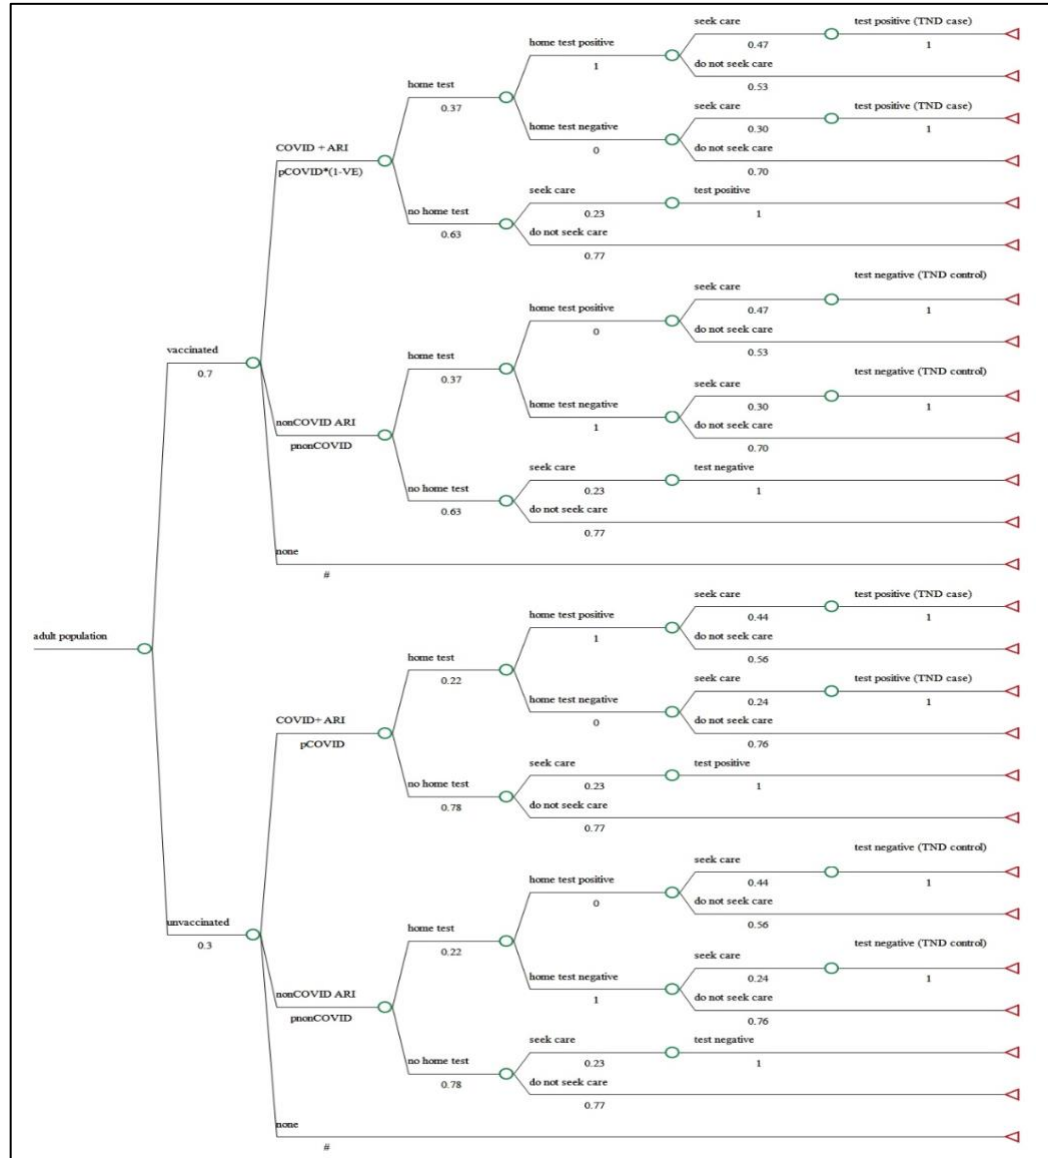 seek care
test positive (TND case)
0.47
1
home test positive
do not seek care
1
0.53
home test
seek care
test positive (TND case)
0.37
0.30
1
home test negative
do not seek care
0
0.70
COVID + ARI
pCOVID*(1-VE)
seek care
test positive
no home test
0.23
1
0.63
do not seek care
0.77
test negative (TND control)
seek care
0.47
1
home test positive
do not seek care
0
0.53
vaccinated
0.7
home test
0.37
test negative (TND control)
seek care
home test negative
0.30
1
1
do not seek care
0.70
nonCOVID ARI
pnonCOVID
seek care
test negative
no home test
0.23
1
0.63
do not seek care
0.77
none
#
adult population
seek care
test positive (TND case)
0.44
1
home test positive
do not seek care
1
0.56
home test
0.22
seek care
test positive (TND case)
home test negative
0.24
1
0
do not seek care
0.76
COVID+ ARI
pCOVID
seek care
test positive
no home test
0.23
1
0.78
do not seek care
0.77
test negative (TND control)
seek care
0.44
1
home test positive
do not seek care
0
0.56
unvaccinated
0.3
home test
0.22
test negative (TND control)
seek care
home test negative
0.24
1
1
do not seek care
0.76
nonCOVID ARI
pnonCOVID
seek care
test negative
no home test
0.23
1
0.78
do not seek care
0.77
none
#